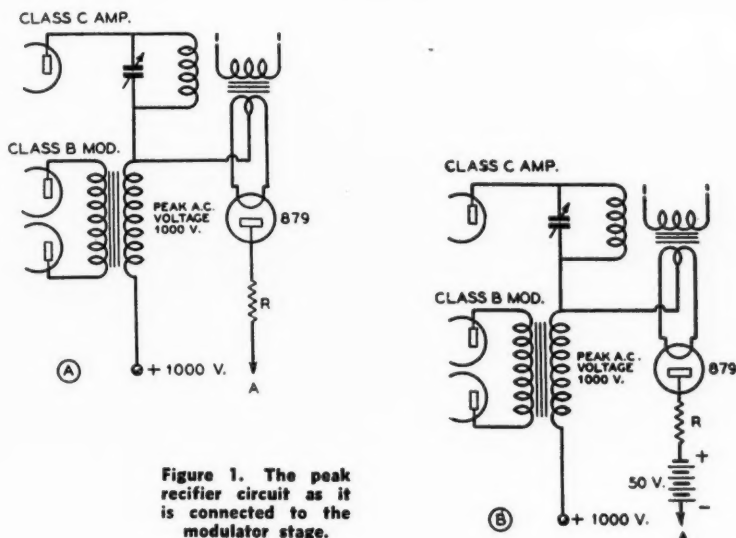 CLASS C AMP.
CLASS B MOD.
PEAK A.C.
VOLTAGE
1000 V.
879
R
A
+ 1000 V.
A
Figure 1. The peak
rectifier circuit as it
is connected to the
modulator stage.
CLASS C AMP.
CLASS B MOD.
PEAK A.C.
VOLTAGE
1000 V.
879
R
+
50 V.
-
B
+ 1000 V.
A